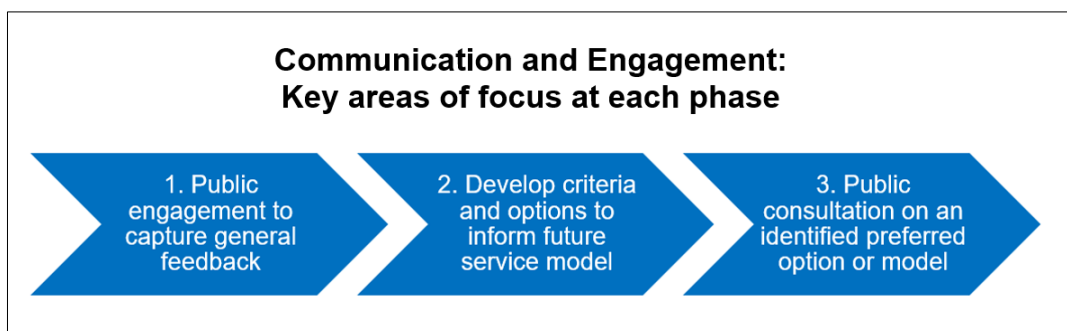 Communication and Engagement:
Key areas of focus at each phase
1. Public
engagement to
capture general
feedback
2. Develop criteria
and options to
inform future
service model
3. Public
consultation on an
identified preferred
option or model